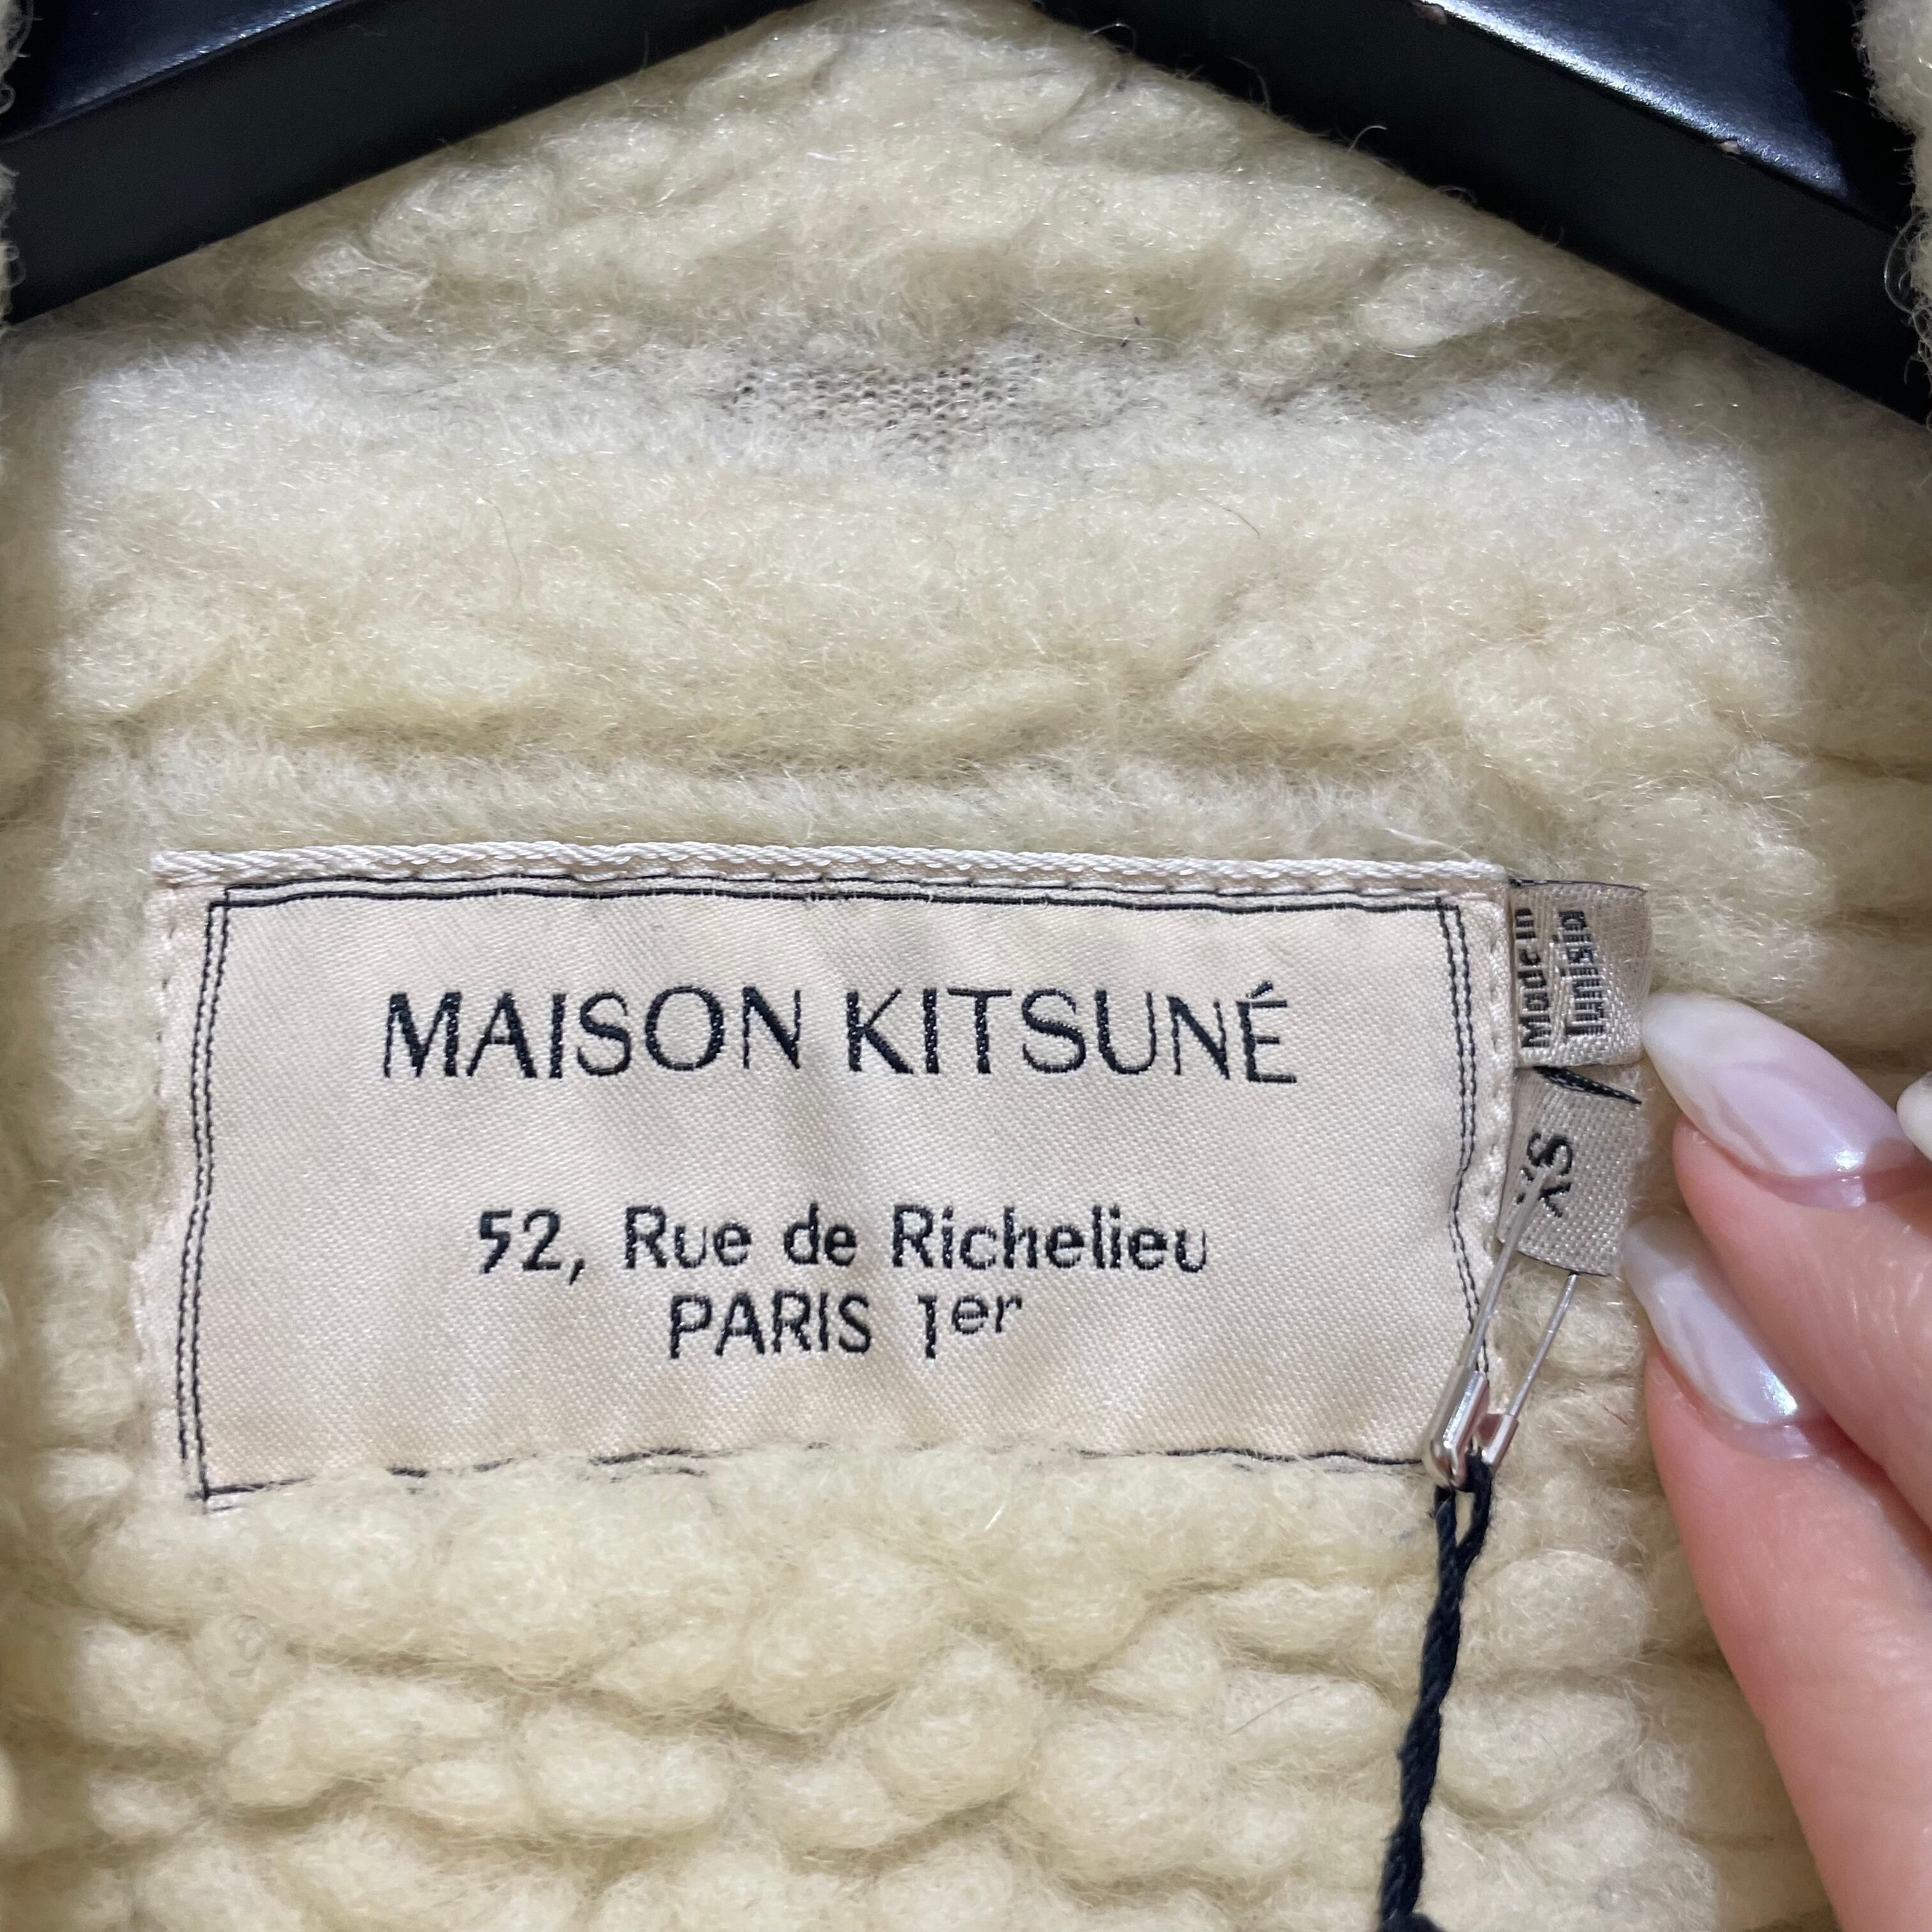 MAISON KITSUNÉ
52, Rue de Richelieu
PARIS 1er
Made in
Tunisia
XS